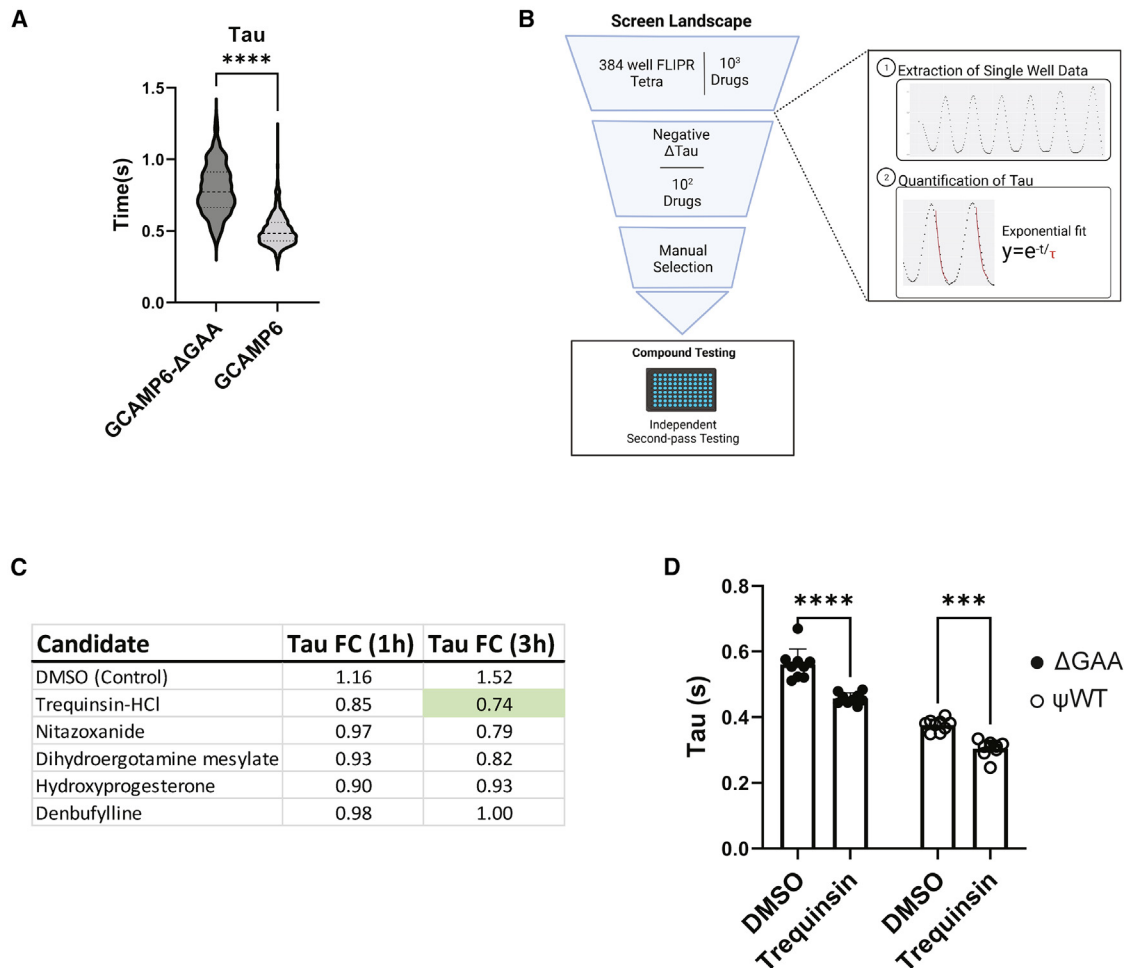 A
Tau
****
1.5
1.0
0.5
0.0
Time(s)
GCAMP6-ΔGAA
GCAMP6
B
Screen Landscape
384 well FLIPR
Tetra
10³
Drugs
Negative
ΔTau
10²
Drugs
Manual
Selection
Compound Testing
Independent
Second-pass Testing
1 Extraction of Single Well Data
2 Quantification of Tau
Exponential fit
y=e-t/τ
C
Candidate Tau FC (1h) Tau FC (3h)
DMSO (Control) 1.16 1.52
Trequinsin-HCl 0.85 0.74
Nitazoxanide 0.97 0.79
Dihydroergotamine mesylate 0.93 0.82
Hydroxyprogesterone 0.90 0.93
Denbufylline 0.98 1.00
D
0.8
0.6
0.4
0.2
0.0
Tau (s)
****
***
DMSO
Trequinsin
DMSO
Trequinsin
ΔGAA
ψWT